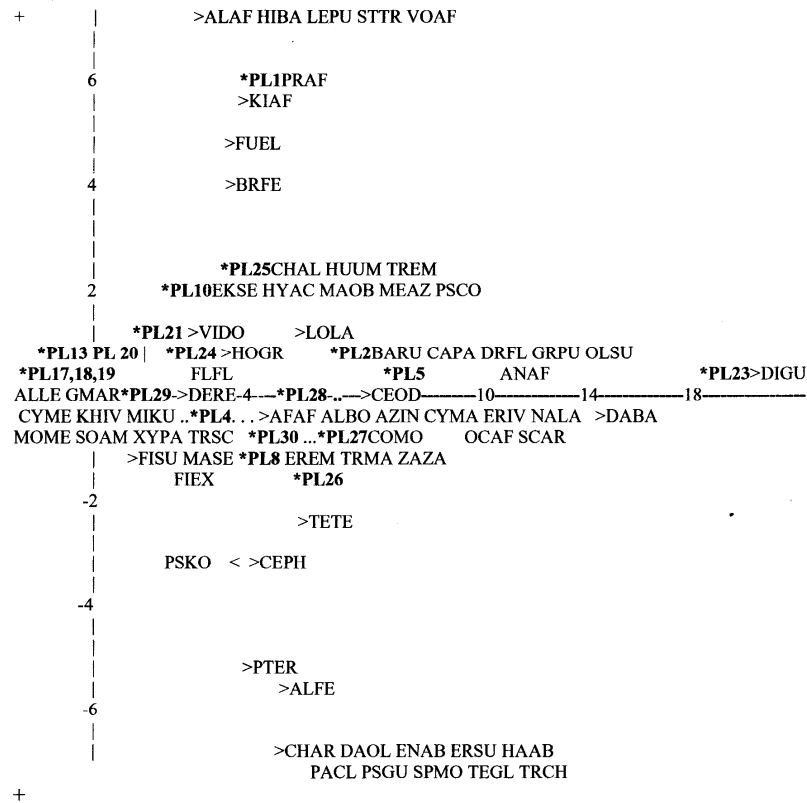 + | >ALAF HIBA LEPU STTR VOAF
6 *PL1PRAF
| >KIAF
| >FUEL
4 >BRFE
|
|
| *PL25CHAL HUUM TREM
2 *PL10EKSE HYAC MAOB MEAZ PSCO
| *PL21 >VIDO >LOLA
*PL13 PL 20 | *PL24 >HOGR *PL2BARU CAPA DRFL GRPU OLSU
*PL17,18,19 FLFL *PL5 ANAF *PL23>DIGU
ALLE GMAR*PL29->DERE-4----*PL28-..--->CEOD---------10-------------14-------------18----------------
CYME KHIV MIKU ..*PL4. . . >AFAF ALBO AZIN CYMA ERIV NALA >DABA
MOME SOAM XYPA TRSC *PL30 ...*PL27COMO OCAF SCAR
| >FISU MASE *PL8 EREM TRMA ZAZA
| FIEX *PL26
-2
| >TETE
| PSKO < >CEPH
-4
|
| >PTER
| >ALFE
-6
| >CHAR DAOL ENAB ERSU HAAB
PACL PSGU SPMO TEGL TRCH
+